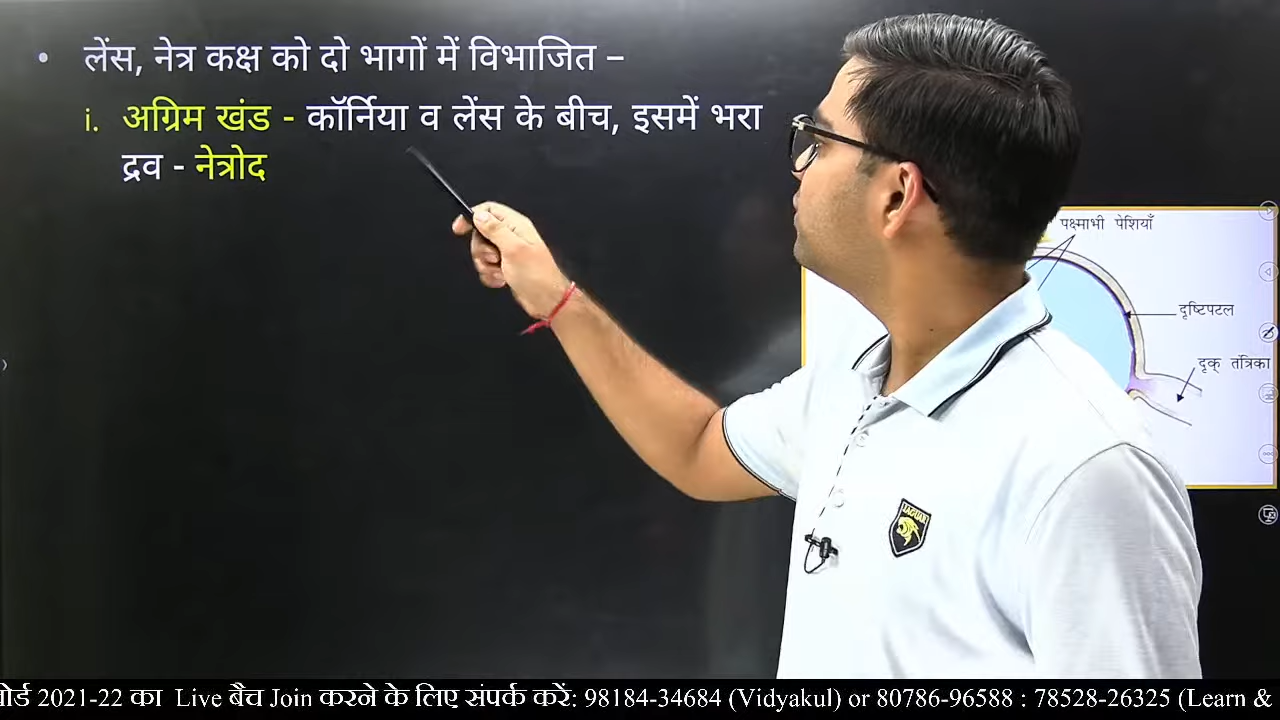 • लेंस, नेत्र कक्ष को दो भागों में विभाजित –
i. अग्रिम खंड - कॉर्निया व लेंस के बीच, इसमें भरा
द्रव - नेत्रोद
पक्ष्माभी पेशियाँ
दृष्टिपटल
दृक् तंत्रिका
JAGUAR
2021-22 का Live बैच Join करने के लिए संपर्क करें: 98184-34684 (Vidyakul) or 80786-96588 : 78528-26325 (Learn &